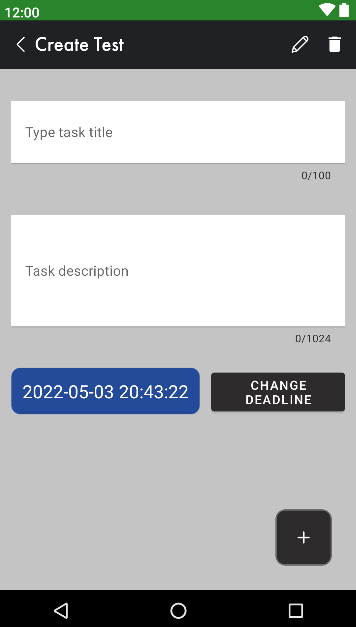 12:00
Create Test
Type task title
0/100
Task description
0/1024
2022-05-03 20:43:22
CHANGE
DEADLINE